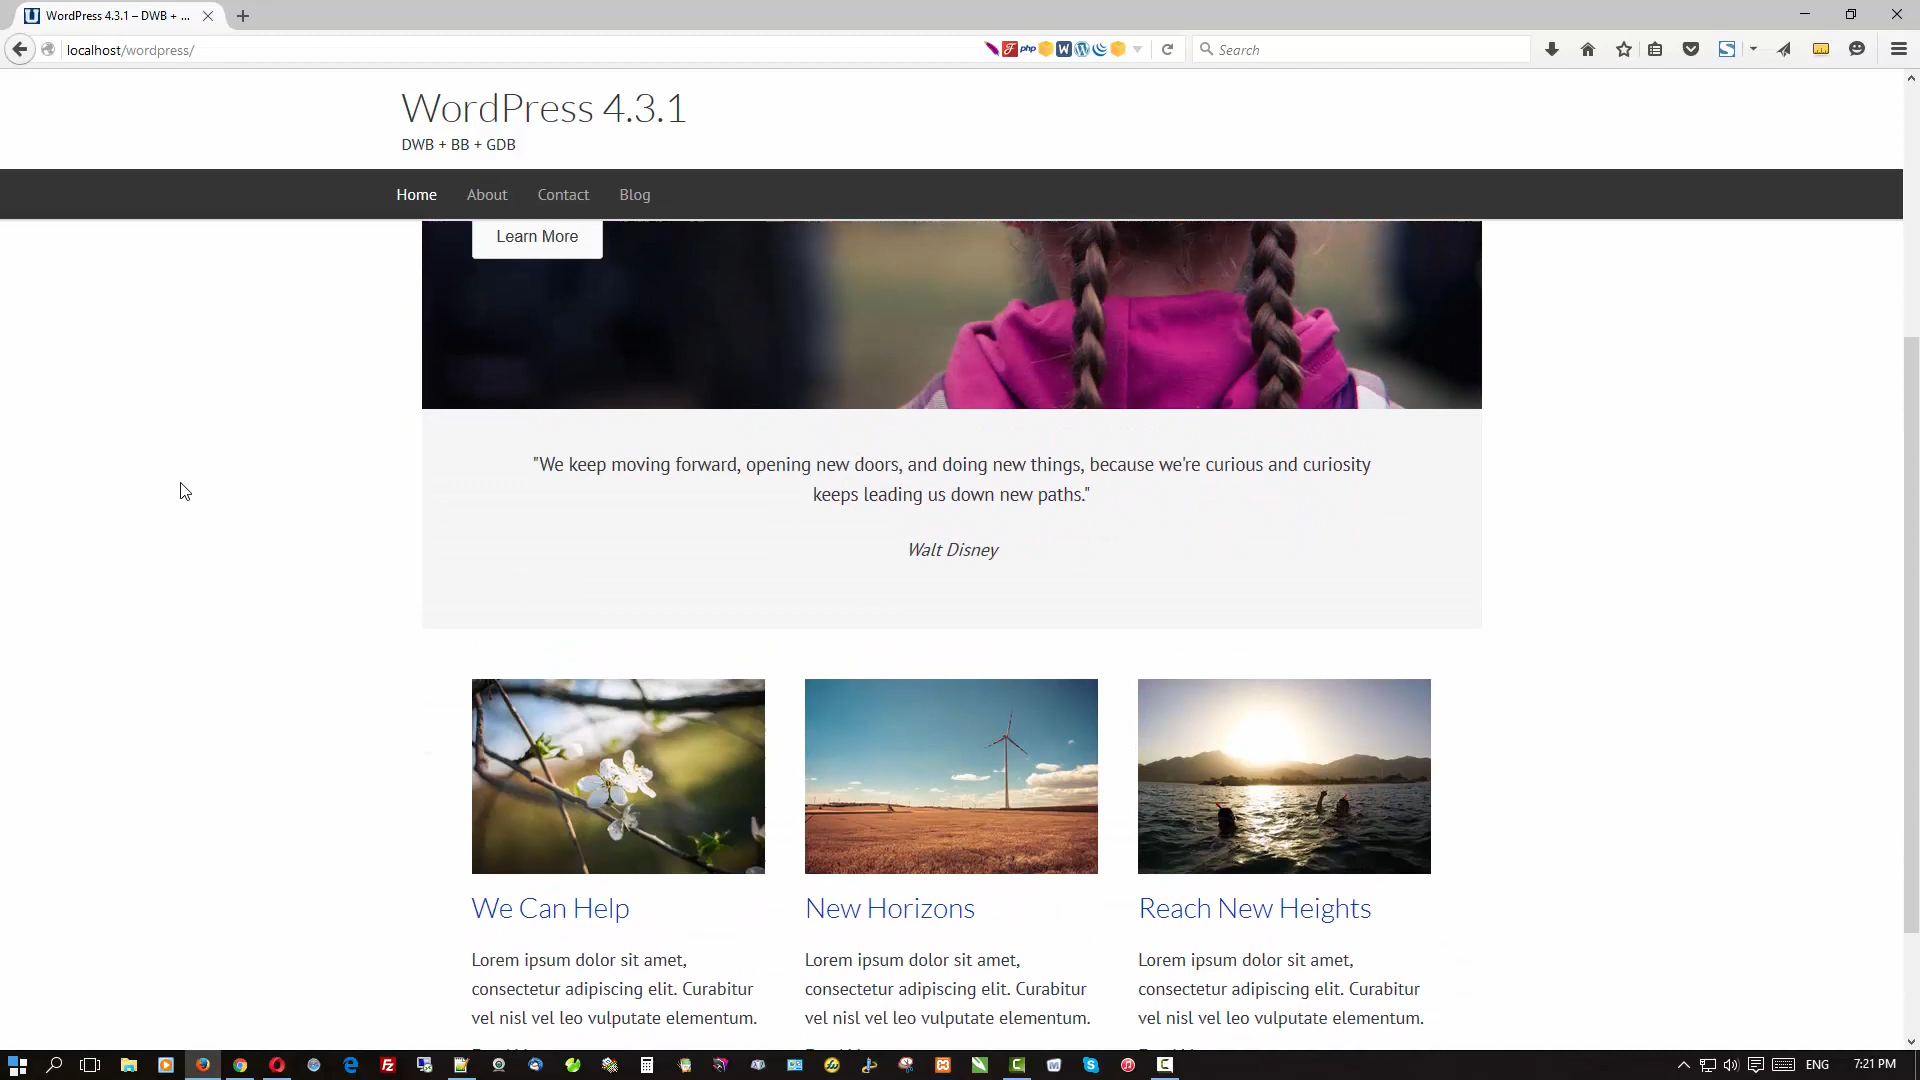 WordPress 4.3.1 – DWB + ...
localhost/wordpress/
php
Search
WordPress 4.3.1
DWB + BB + GDB
Home About Contact Blog
Learn More
"We keep moving forward, opening new doors, and doing new things, because we're curious and curiosity
keeps leading us down new paths."
Walt Disney
We Can Help
Lorem ipsum dolor sit amet,
consectetur adipiscing elit. Curabitur
vel nisl vel leo vulputate elementum.
New Horizons
Lorem ipsum dolor sit amet,
consectetur adipiscing elit. Curabitur
vel nisl vel leo vulputate elementum.
Reach New Heights
Lorem ipsum dolor sit amet,
consectetur adipiscing elit. Curabitur
vel nisl vel leo vulputate elementum.
ENG
7:21 PM